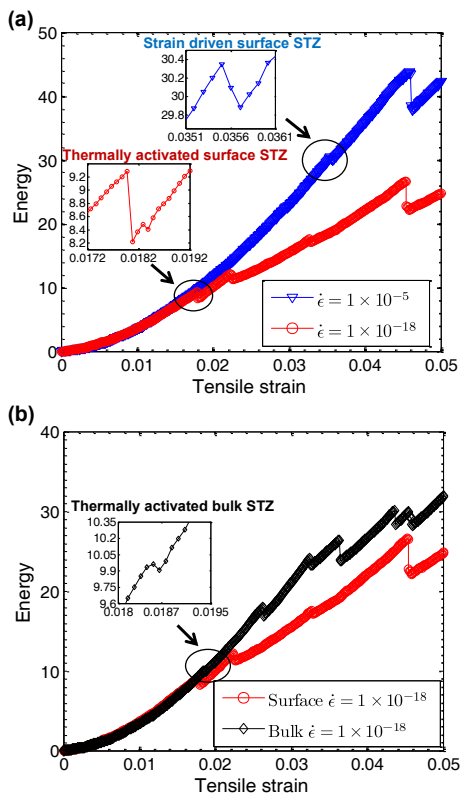 (a)
50
40
30
20
10
0
Energy
Strain driven surface STZ
30.4
30.2
30
29.8
0.0351
0.0356
0.0361
Thermally activated surface STZ
9.2
9
8.8
8.6
8.4
8.2
0.0172
0.0182
0.0192
ε̇ = 1 × 10⁻⁵
ε̇ = 1 × 10⁻¹⁸
0 0.01 0.02 0.03 0.04 0.05
Tensile strain
(b)
40
30
20
10
0
Energy
Thermally activated bulk STZ
10.35
10.2
10.05
9.9
9.75
9.6
0.018
0.0187
0.0195
Surface ε̇ = 1 × 10⁻¹⁸
Bulk ε̇ = 1 × 10⁻¹⁸
0 0.01 0.02 0.03 0.04 0.05
Tensile strain